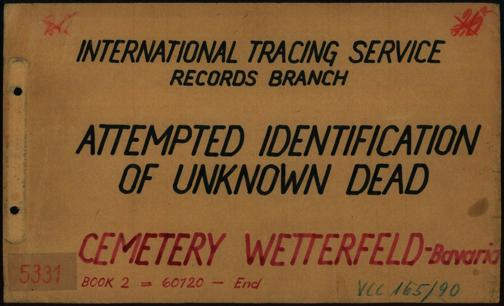 INTERNATIONAL TRACING SERVICE
RECORDS BRANCH
ATTEMPTED IDENTIFICATION
OF UNKNOWN DEAD
CEMETERY WETTERFELD-Bavaria
5331
BOOK 2 = 60120 - End
VCC 165/90